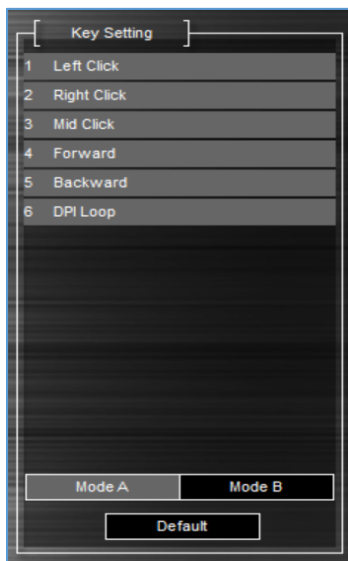 Key Setting
1 Left Click
2 Right Click
3 Mid Click
4 Forward
5 Backward
6 DPI Loop
Mode A Mode B
Default